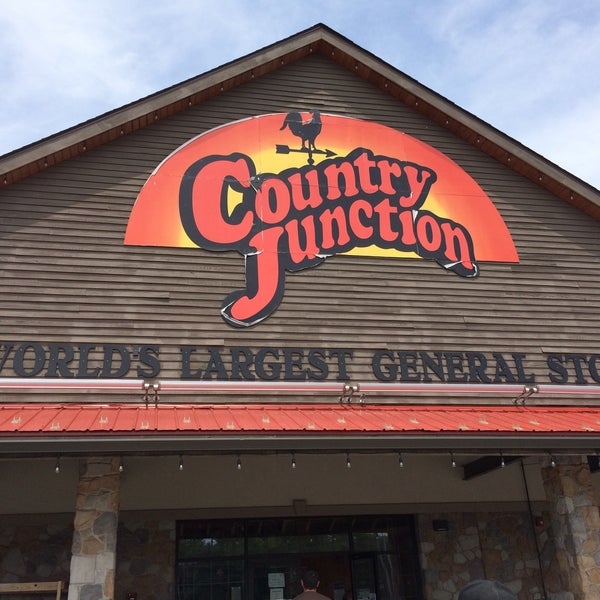 Country
Junction
WORLD'S LARGEST GENERAL STO